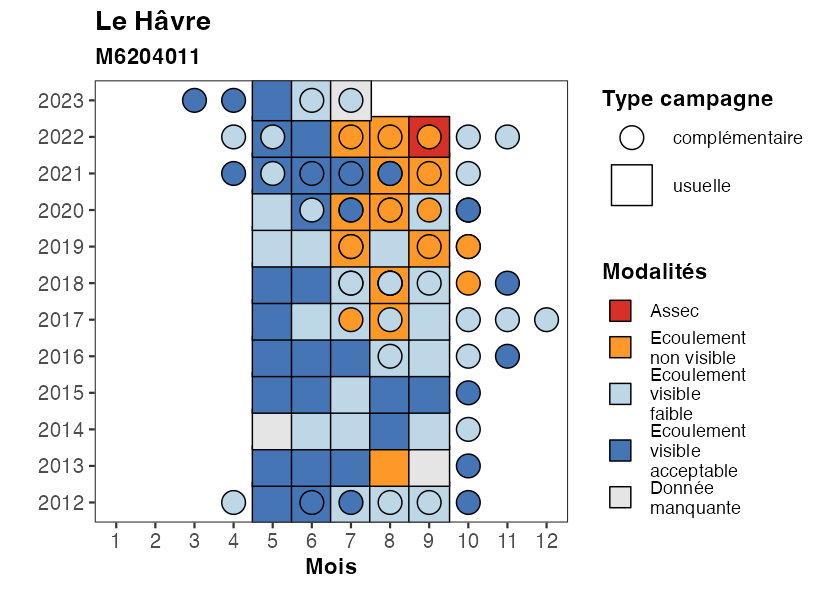 Le Hâvre
M6204011
2023
2022
2021
2020
2019
2018
2017
2016
2015
2014
2013
2012
1 2 3 4 5 6 7 8 9 10 11 12
Mois
Type campagne
complémentaire
usuelle
Modalités
Assec
Ecoulement
non visible
Ecoulement
visible
faible
Ecoulement
visible
acceptable
Donnée
manquante